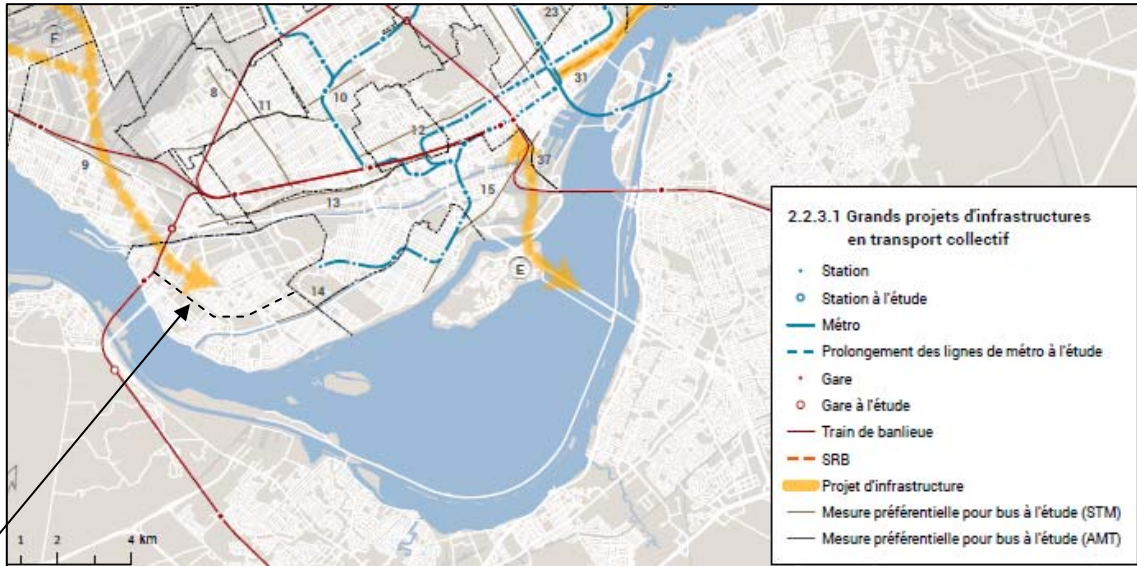 F
23
31
8
11
10
12
9
37
15
13
E
14
1 2 4 km
2.2.3.1 Grands projets d'infrastructures
en transport collectif
Station
Station à l'étude
Métro
Prolongement des lignes de métro à l'étude
Gare
Gare à l'étude
Train de banlieue
SRB
Projet d'infrastructure
Mesure préférentielle pour bus à l'étude (STM)
Mesure préférentielle pour bus à l'étude (AMT)